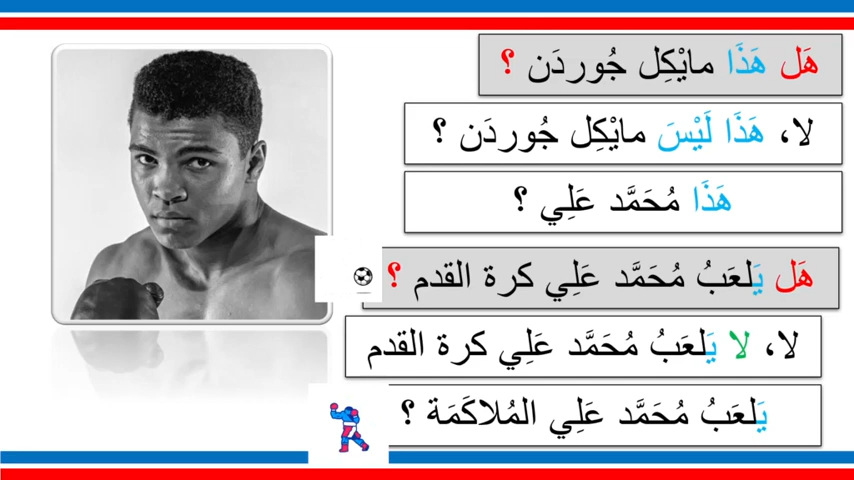 هَل هَذَا مايْكِل جُوردَن ؟
لا، هَذَا لَيْسَ مايْكِل جُوردَن ؟
هَذَا مُحَمَّد عَلِي ؟
هَل يَلعَبُ مُحَمَّد عَلِي كرة القدم ؟
لا، لا يَلعَبُ مُحَمَّد عَلِي كرة القدم
يَلعَبُ مُحَمَّد عَلِي المُلاكَمَة ؟